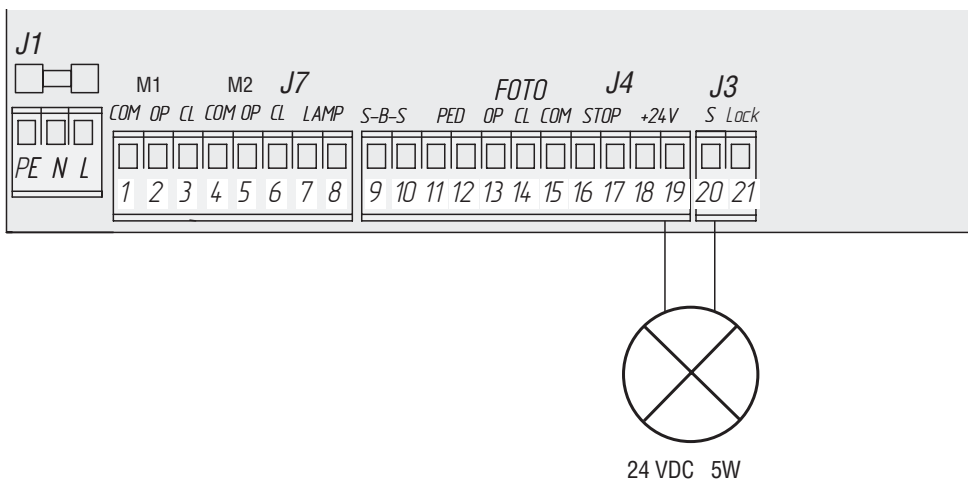 J1
M1 M2 J7 FOTO J4 J3
COM OP CL COM OP CL LAMP S-B-S PED OP CL COM STOP +24V S Lock
PE N L
1 2 3 4 5 6 7 8 9 10 11 12 13 14 15 16 17 18 19 20 21
24 VDC 5W